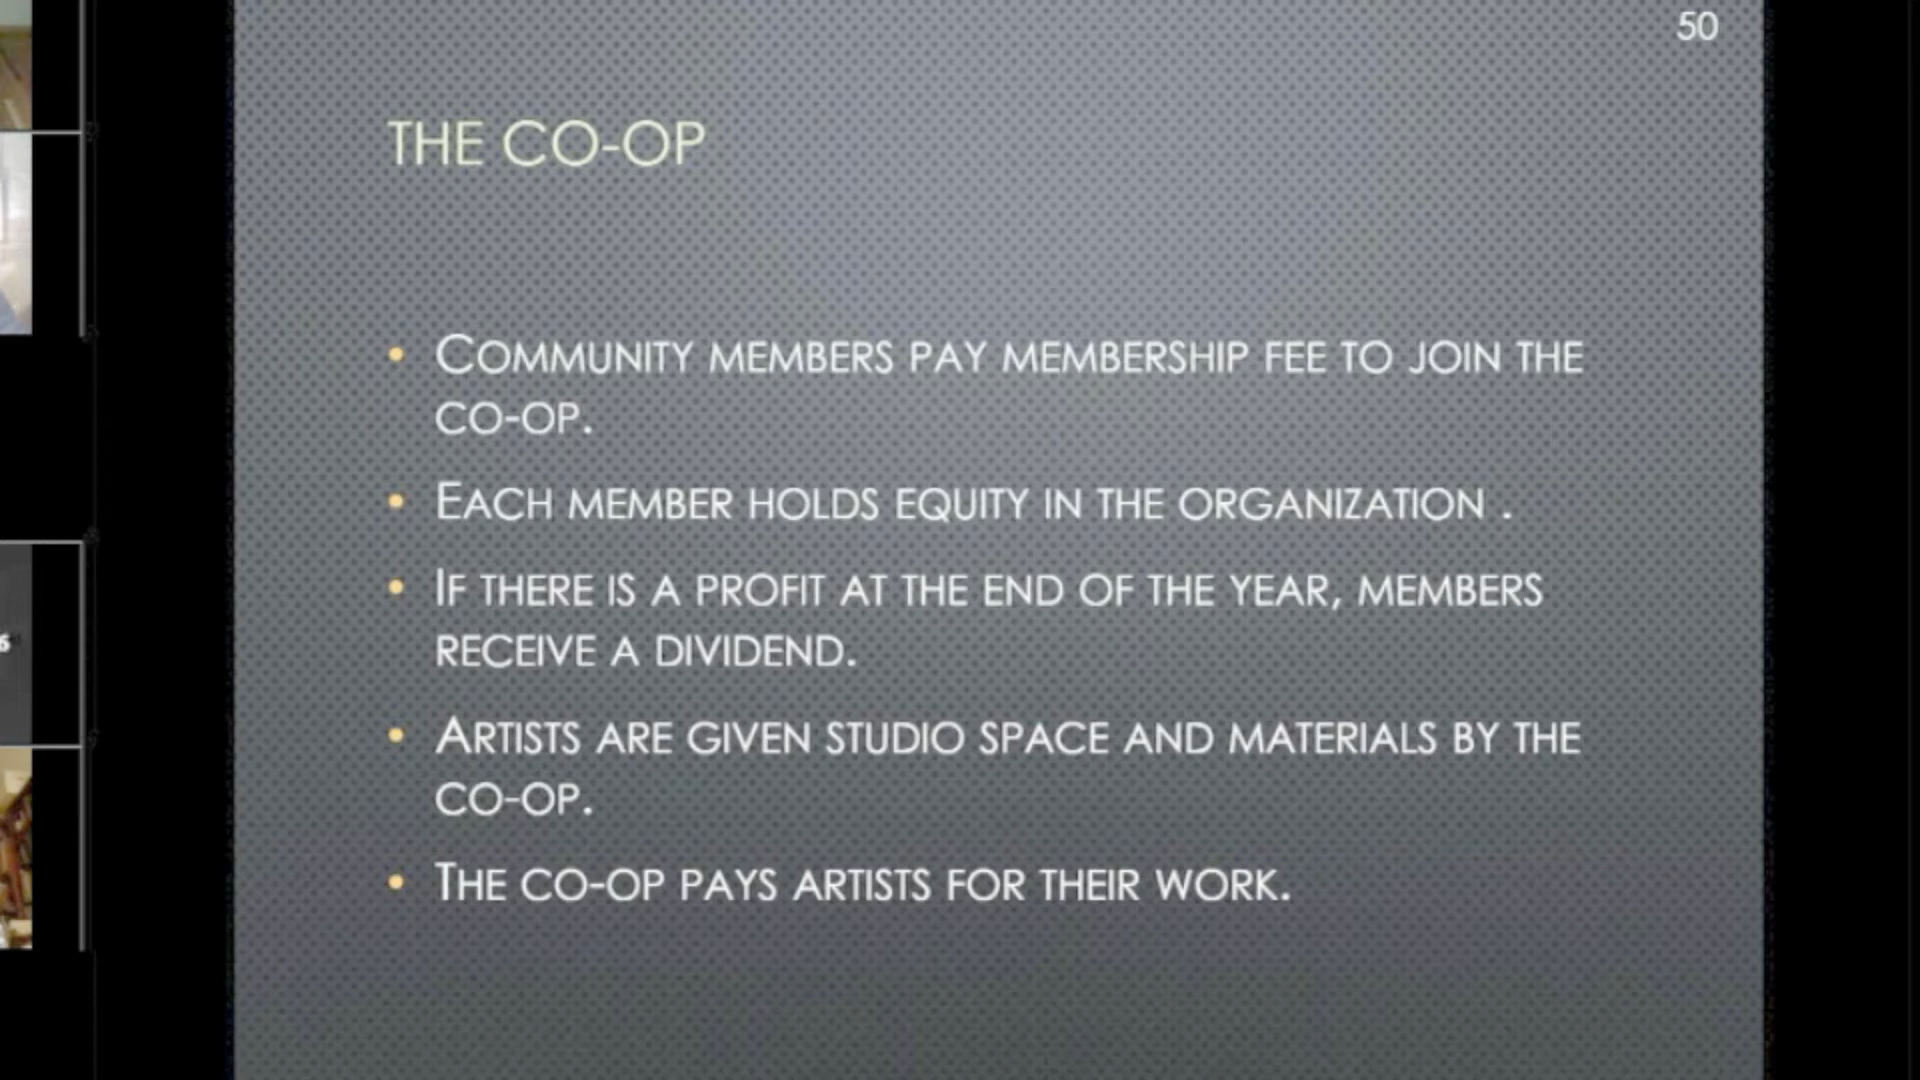 50
THE CO-OP
• COMMUNITY MEMBERS PAY MEMBERSHIP FEE TO JOIN THE
CO-OP.
• EACH MEMBER HOLDS EQUITY IN THE ORGANIZATION .
• IF THERE IS A PROFIT AT THE END OF THE YEAR, MEMBERS
RECEIVE A DIVIDEND.
• ARTISTS ARE GIVEN STUDIO SPACE AND MATERIALS BY THE
CO-OP.
• THE CO-OP PAYS ARTISTS FOR THEIR WORK.